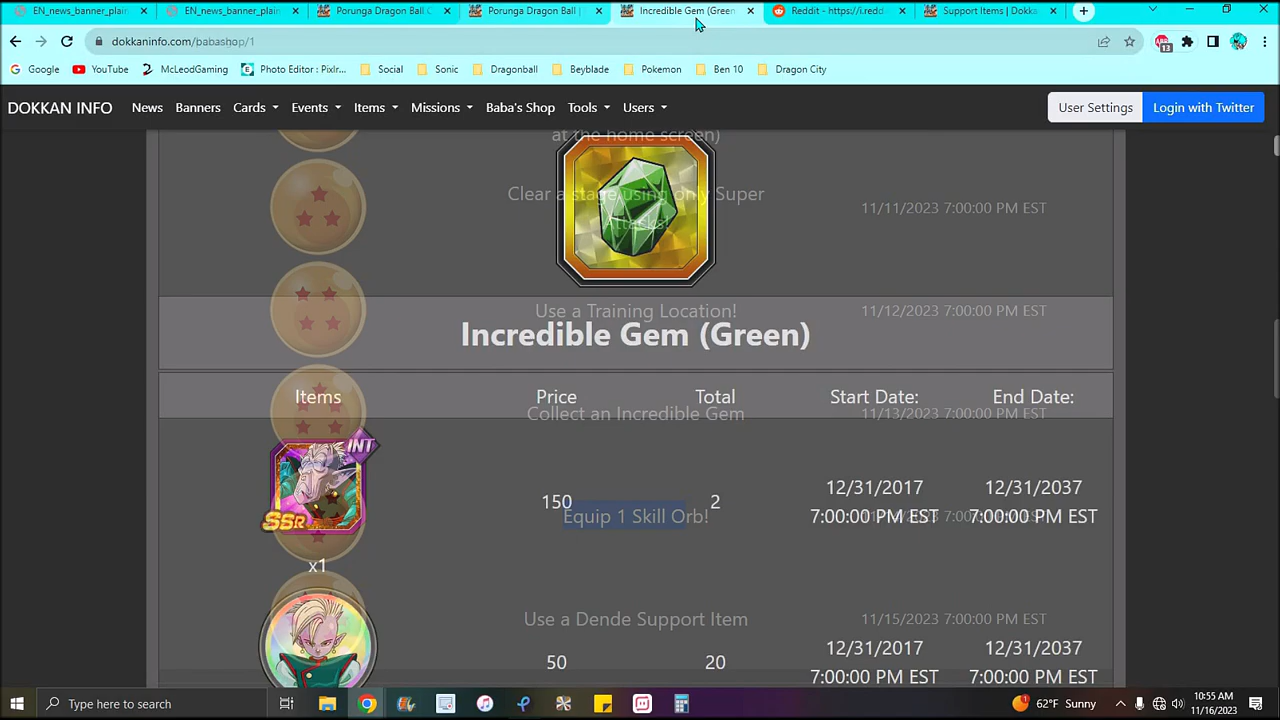 EN_news_banner_plain
EN_news_banner_plain
Porunga Dragon Ball C
Porunga Dragon Ball |
Incredible Gem (Green
Reddit - https://i.redd
Support Items | Dokka
dokkaninfo.com/babashop/1
13
Google
YouTube
McLeodGaming
Photo Editor : Pixlr...
Social
Sonic
Dragonball
Beyblade
Pokemon
Ben 10
Dragon City
DOKKAN INFO
News
Banners
Cards
Events
Items
Missions
Baba's Shop
Tools
Users
User Settings
Login with Twitter
at the home screen)
Clear a stage using only Super
Attacks!
11/11/2023 7:00:00 PM EST
Use a Training Location!
11/12/2023 7:00:00 PM EST
Incredible Gem (Green)
Items
Price
Total
Start Date:
End Date:
Collect an Incredible Gem
11/13/2023 7:00:00 PM EST
INT
SSR
150
2
12/31/2017
7:00:00 PM EST
12/31/2037
7:00:00 PM EST
Equip 1 Skill Orb!
x1
Use a Dende Support Item
11/15/2023 7:00:00 PM EST
50
20
12/31/2017
7:00:00 PM EST
12/31/2037
7:00:00 PM EST
Type here to search
62°F Sunny
10:55 AM
11/16/2023